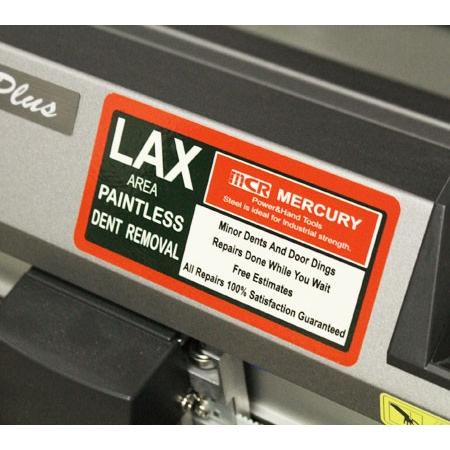 Plus
LAX
AREA
PAINTLESS
DENT REMOVAL
MCR MERCURY
Power&Hand Tools
Steel is ideal for Industrial strength.
Minor Dents And Door Dings
Repairs Done While You Wait
Free Estimates
All Repairs 100% Satisfaction Guaranteed